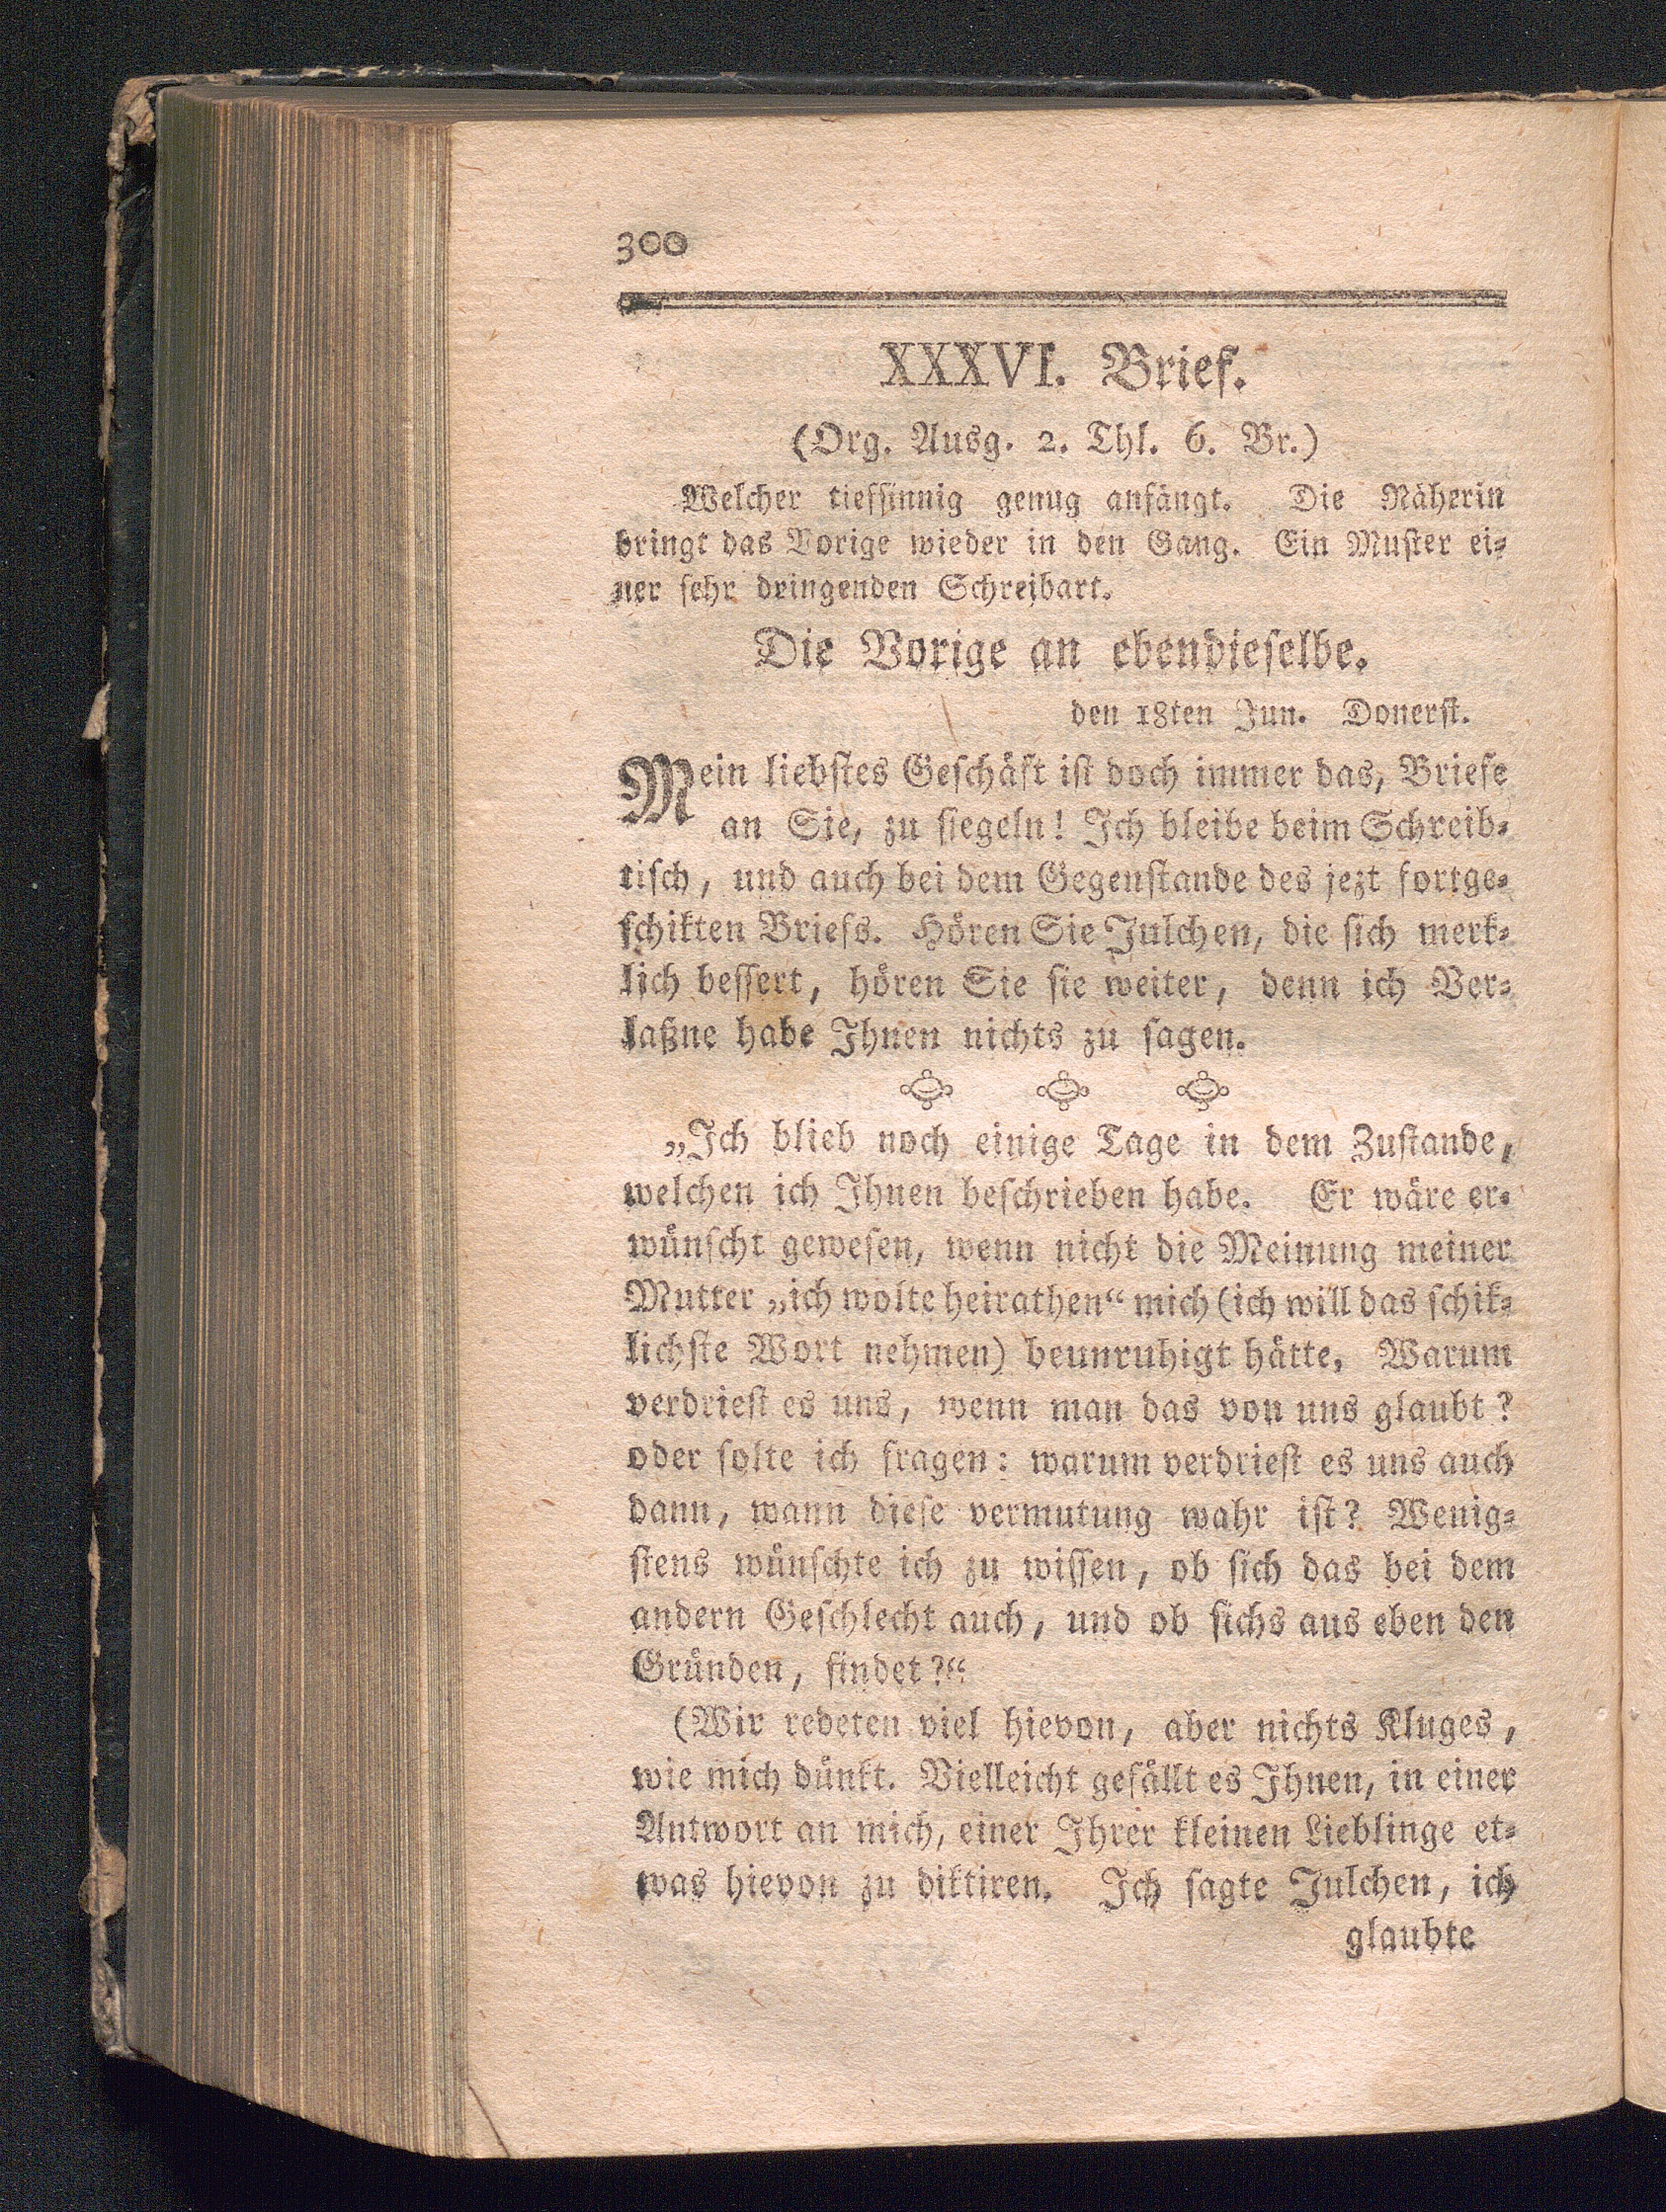 300
XXXVI. Brief.
(Org. Ausg. 2. Thl. 6. Br.)
Welcher tiefsinnig genug anfängt. Die Näherin
bringt das Vorige wieder in den Gang. Ein Muster ei-
ner sehr dringenden Schreibart.
Die Vorige an ebendieselbe.
den 18ten Jun. Donerst.
Mein liebstes Geschäft ist doch immer das, Briefe
an Sie, zu siegeln! Ich bleibe beim Schreib-
tisch, und auch bei dem Gegenstande des jezt fortge-
schikten Briefs. Hören Sie Julchen, die sich merk-
lich bessert, hören Sie sie weiter, denn ich Ver-
laßne habe Ihnen nichts zu sagen.
„Ich blieb noch einige Tage in dem Zustande,
welchen ich Ihnen beschrieben habe. Er wäre er-
wünscht gewesen, wenn nicht die Meinung meiner
Mutter „ich wolte heirathen“ mich (ich will das schik-
lichste Wort nehmen) beunruhigt hätte, Warum
verdriest es uns, wenn man das von uns glaubt?
oder solte ich fragen: warum verdriest es uns auch
dann, wann diese vermutung wahr ist? Wenig-
stens wünschte ich zu wissen, ob sich das bei dem
andern Geschlecht auch, und ob sichs aus eben den
Gründen, findet?“
(Wir redeten viel hievon, aber nichts Kluges,
wie mich dünkt. Vielleicht gefällt es Ihnen, in einer
Antwort an mich, einer Ihrer kleinen Lieblinge et-
was hievon zu diktiren. Ich sagte Julchen, ich
glaubte